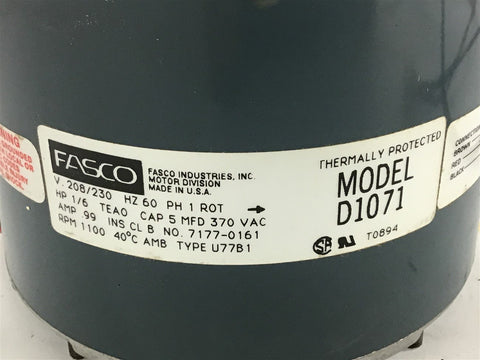 FASCO
FASCO INDUSTRIES, INC.
MOTOR DIVISION
MADE IN U.S.A.
V. 208/230 HZ 60 PH 1 ROT →
HP 1/6 TEAO CAP 5 MFD 370 VAC
AMP 99 INS CL B NO. 7177-0161
RPM 1100 40°C AMB TYPE U77B1
THERMALLY PROTECTED
MODEL
D1071
T0894
CONNECTION
BROWN
RED
BLACK